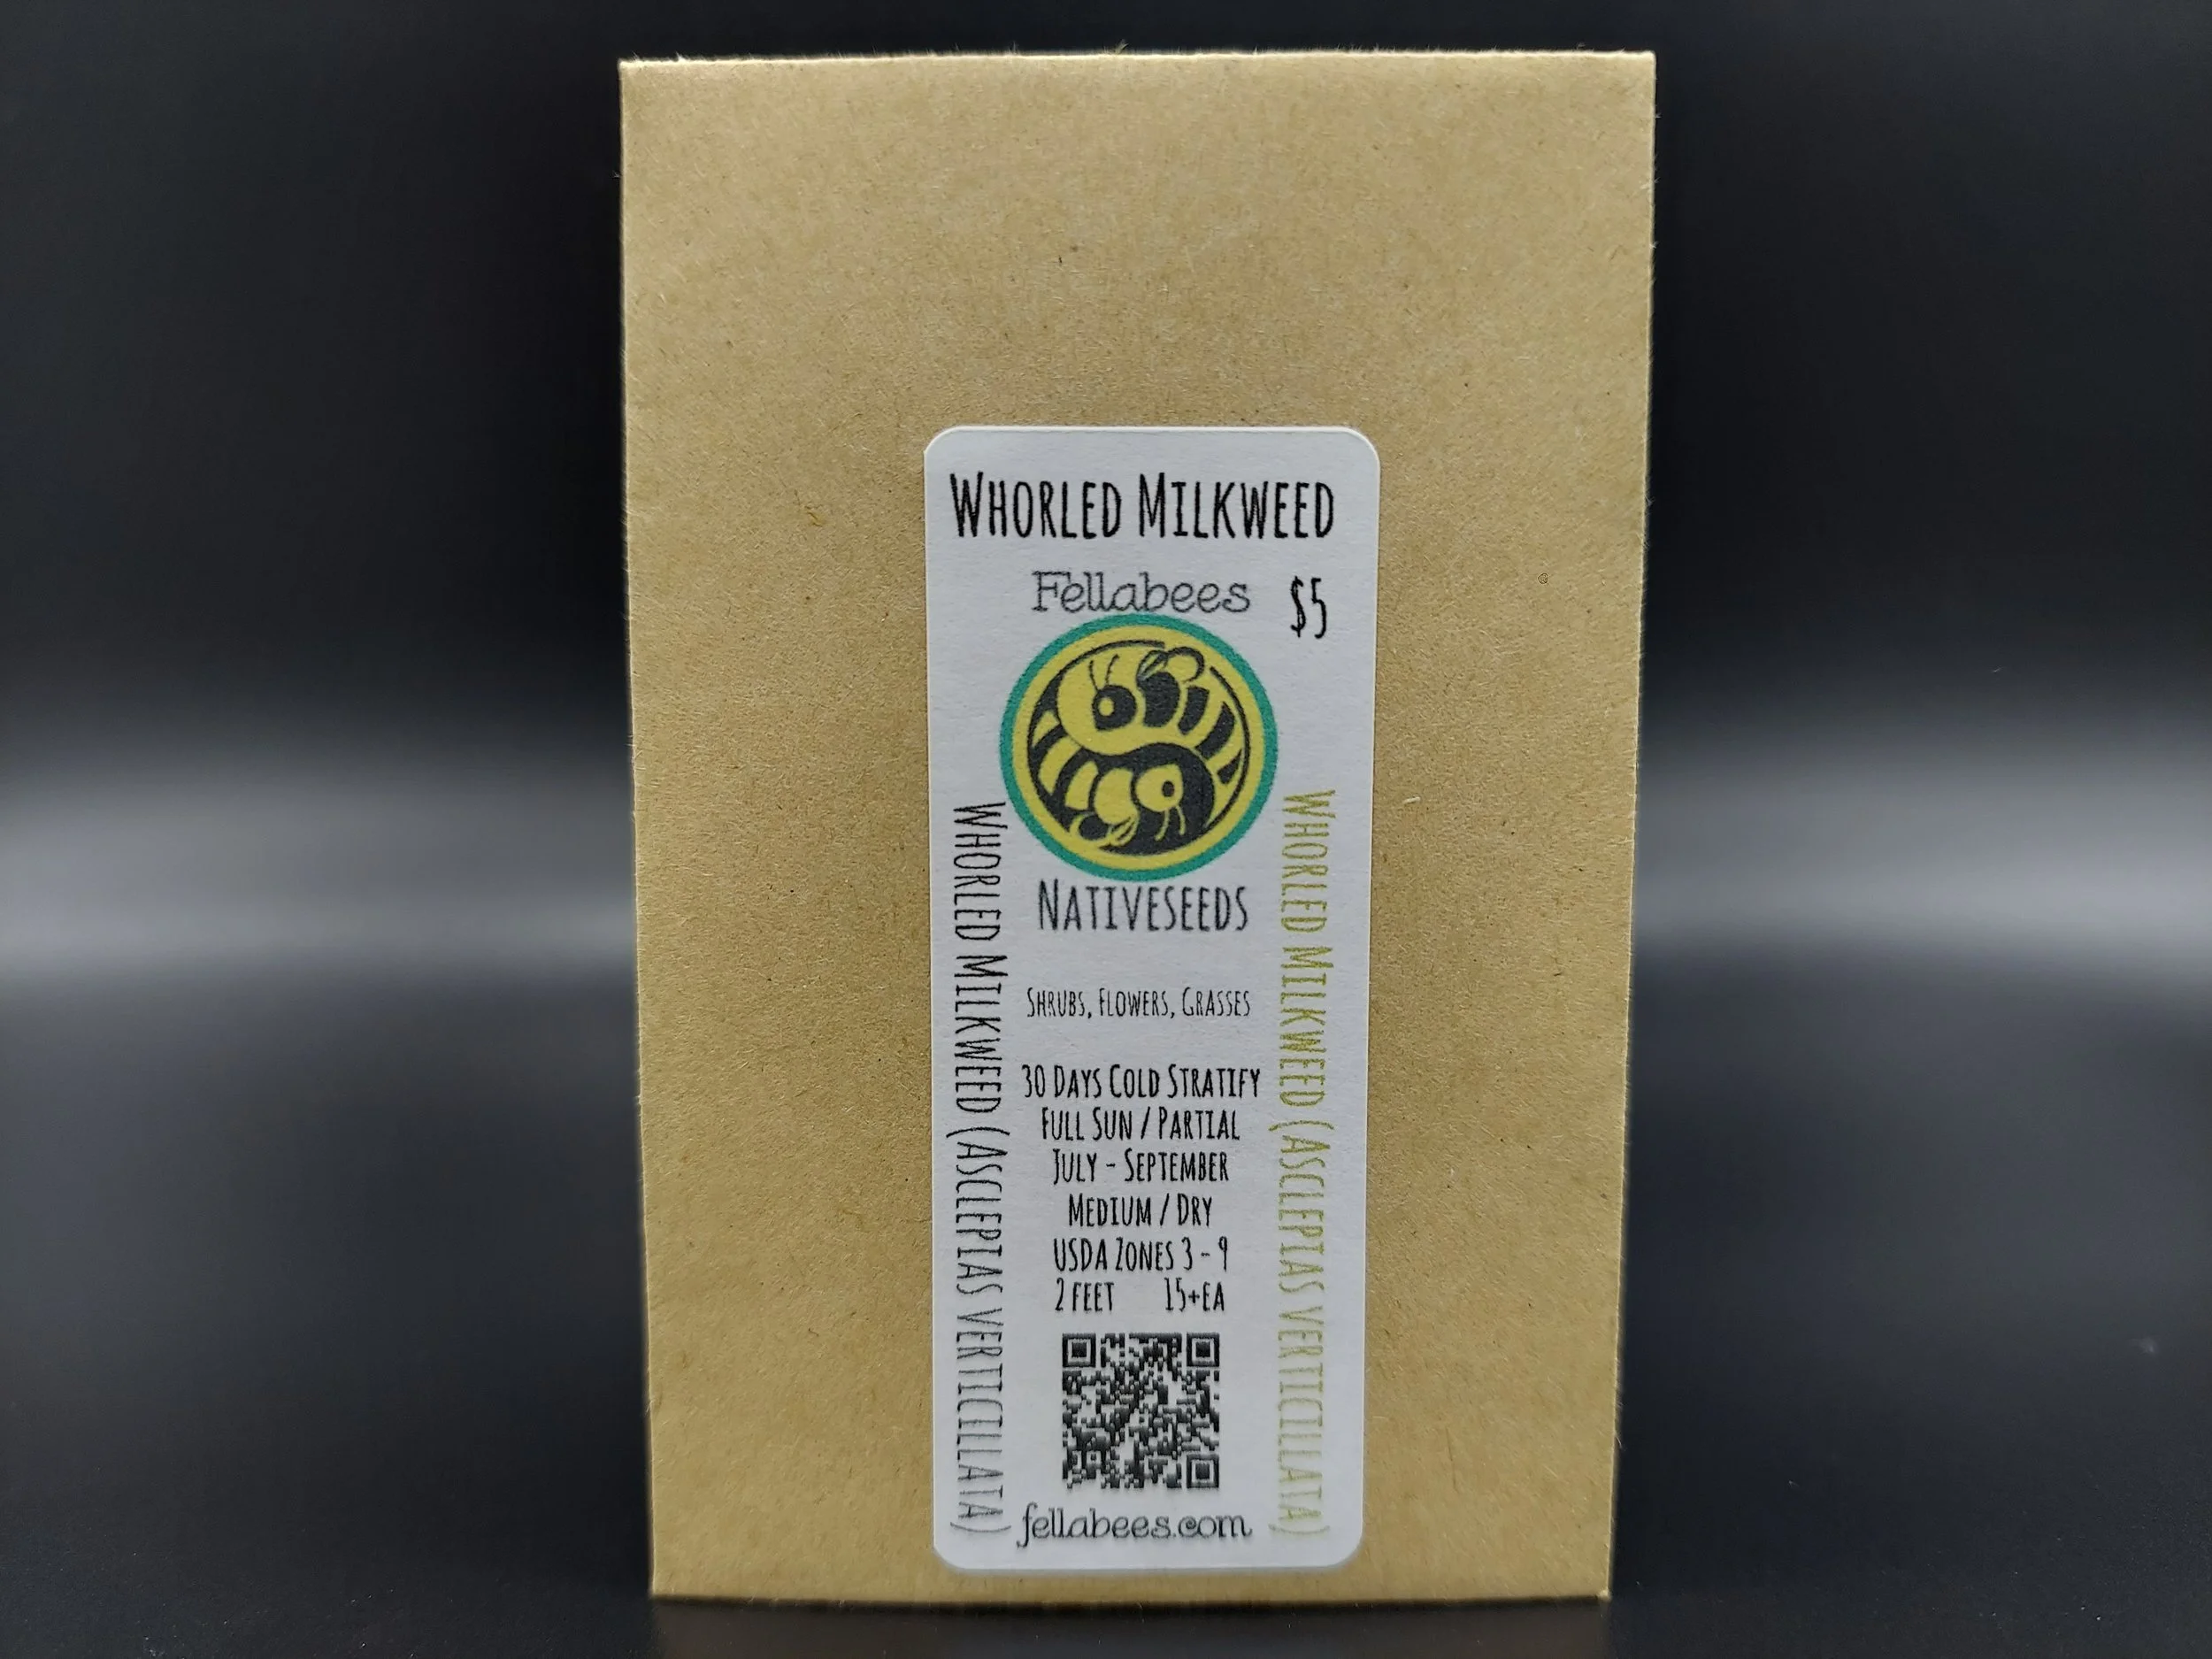 Whorled Milkweed
Fellabees
$5
Nativeseeds
Whorled Milkweed (Asclepias verticillata)
Whorled Milkweed (Asclepias verticillata)
Shrubs, Flowers, Grasses
30 Days Cold Stratify
Full Sun / Partial
July - September
Medium / Dry
USDA Zones 3 - 9
2 feet 15+ea
fellabees.com